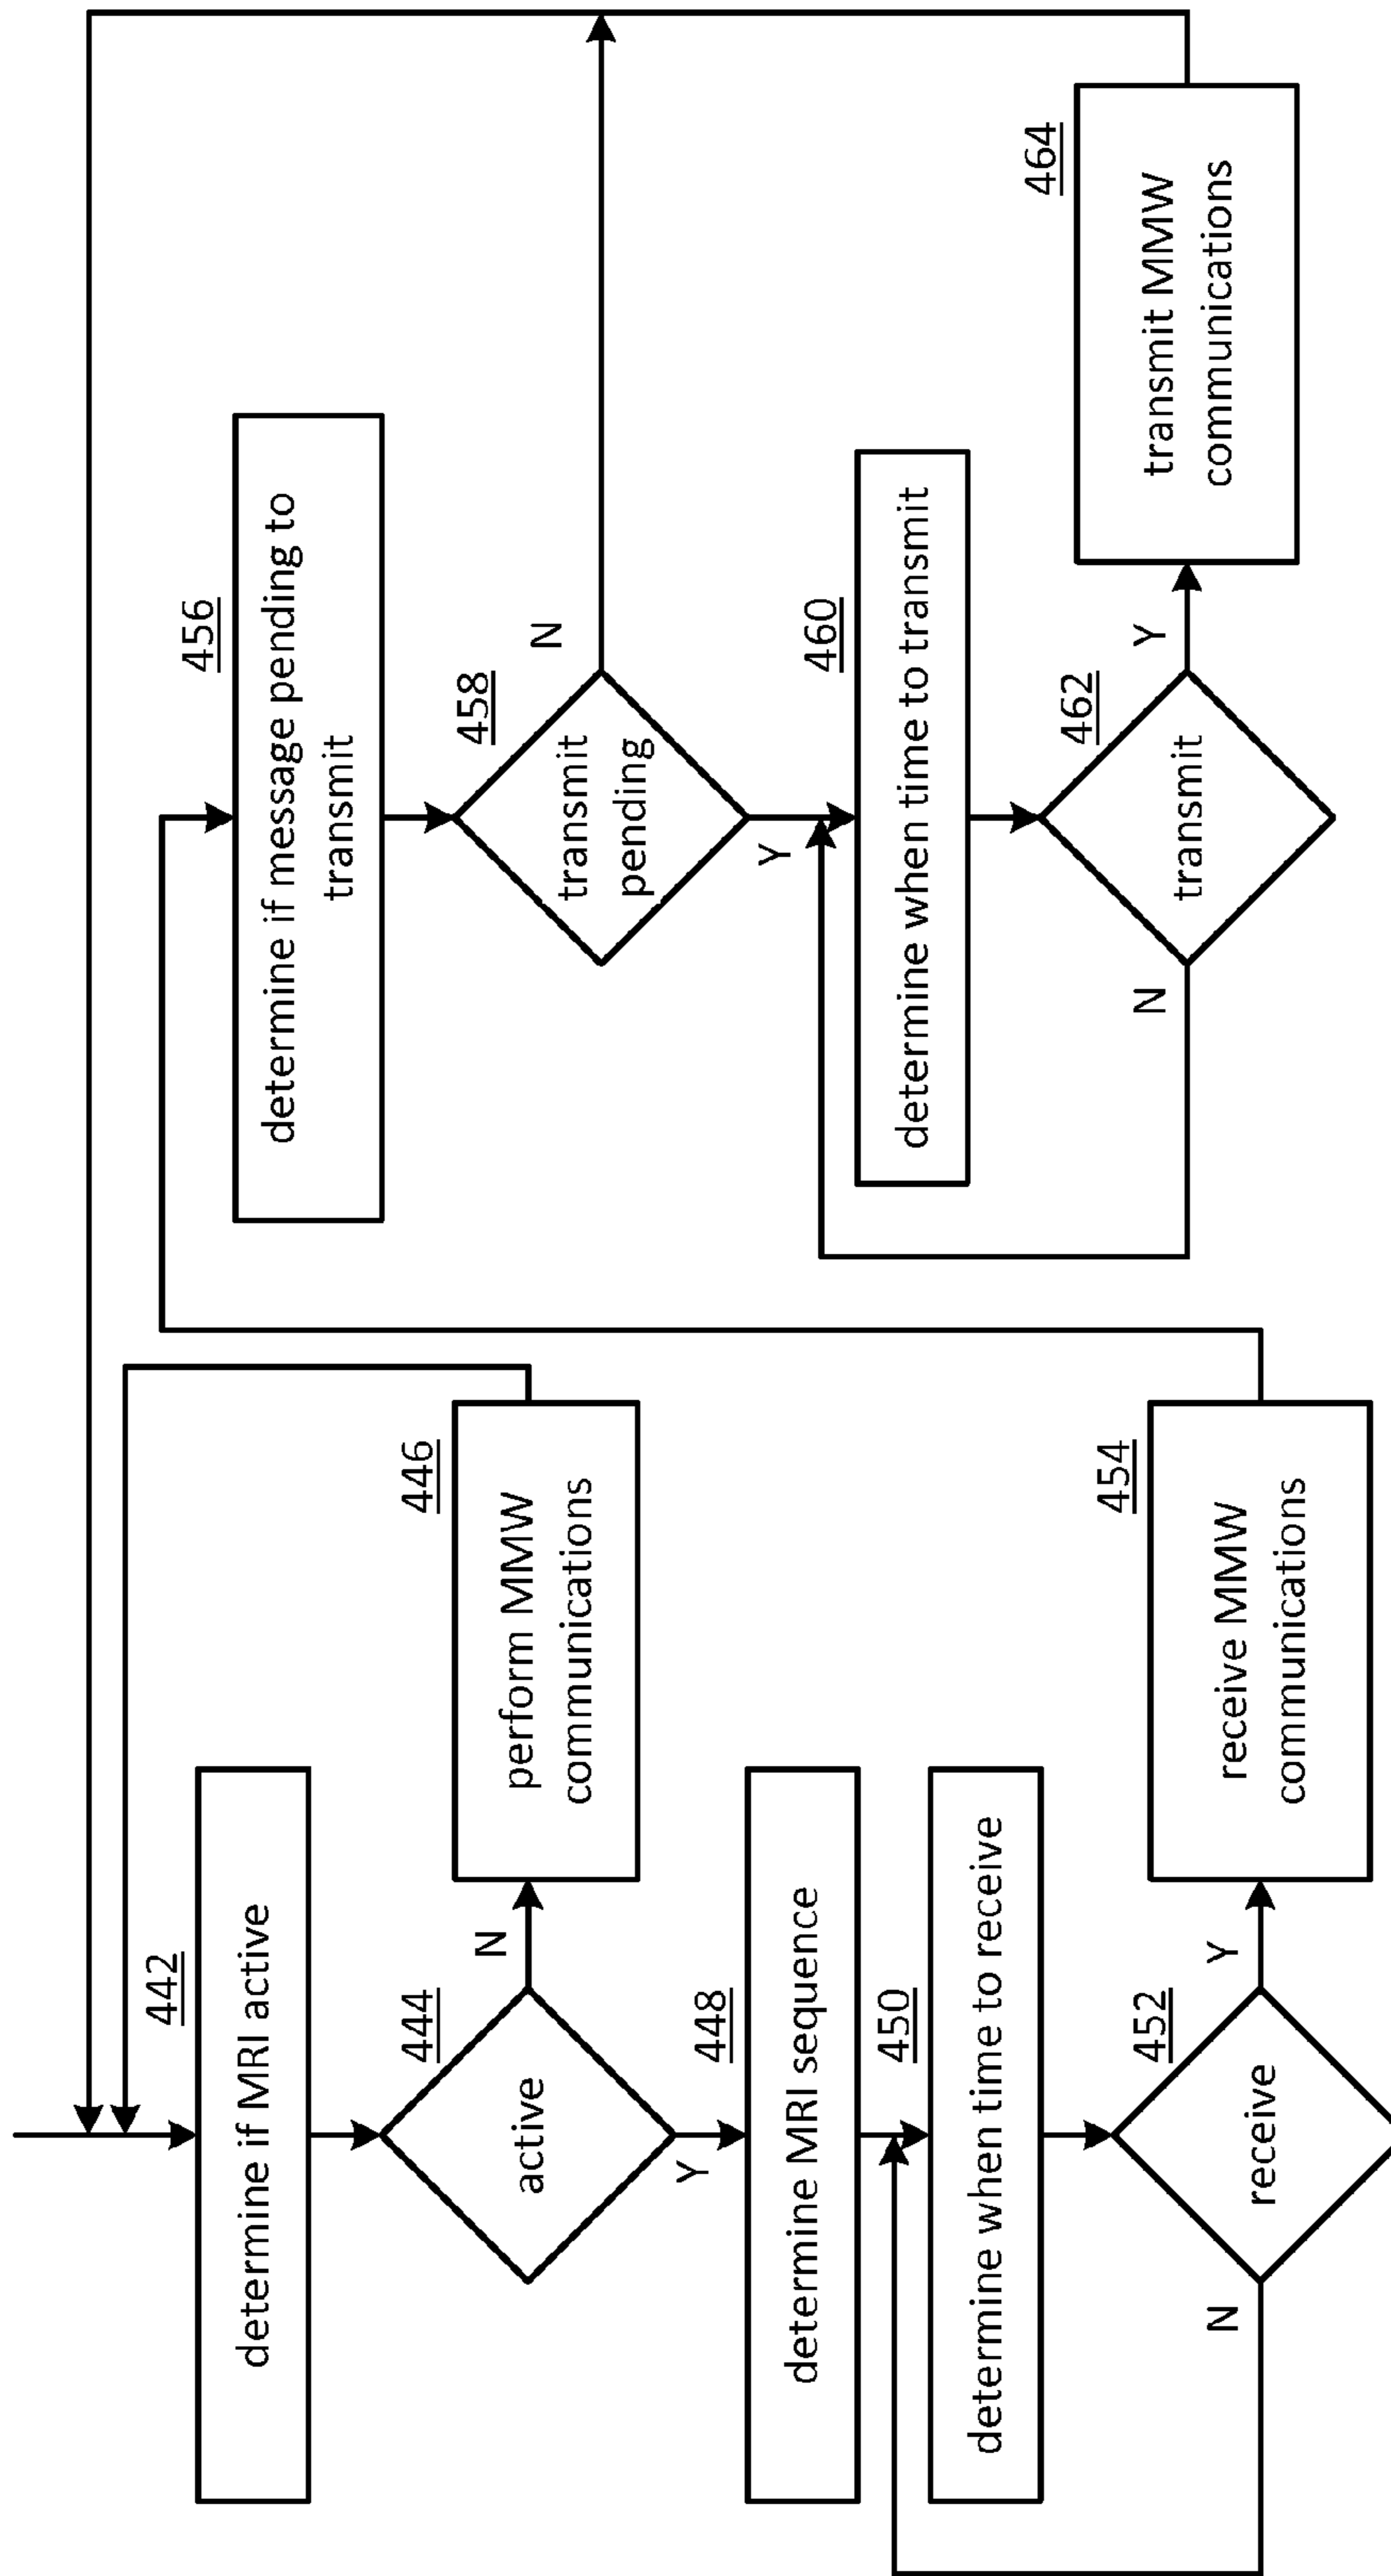 442
determine if MRI active
444
active
N
Y
446
perform MMW
communications
448
determine MRI sequence
450
determine when time to receive
452
receive
N
Y
454
receive MMW
communications
456
determine if message pending to
transmit
458
transmit
pending
N
Y
460
determine when time to transmit
462
transmit
N
Y
464
transmit MMW
communications